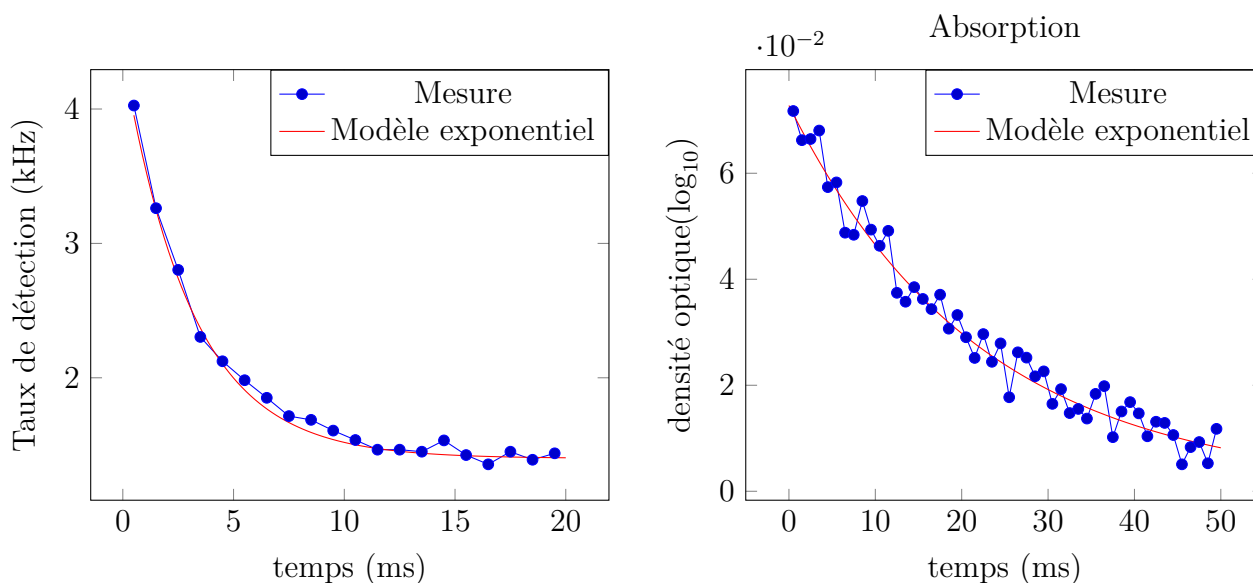 Taux de détection (kHz)
4
3
2
0 5 10 15 20
temps (ms)
Mesure
Modèle exponentiel
Absorption
·10⁻²
densité optique(log₁₀)
6
4
2
0
0 10 20 30 40 50
temps (ms)
Mesure
Modèle exponentiel